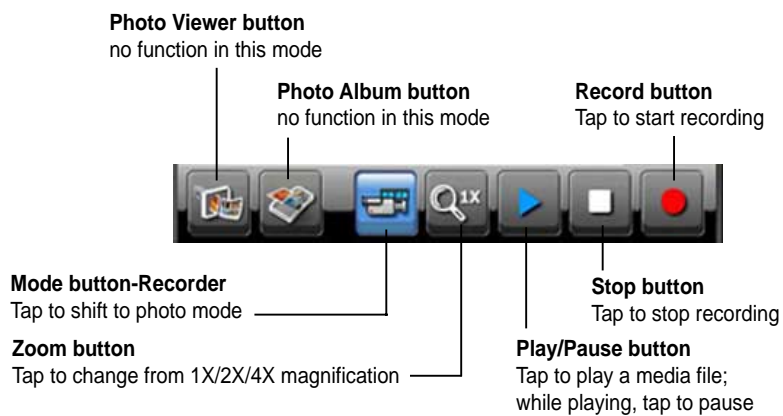 Photo Viewer button
no function in this mode
Photo Album button
no function in this mode
Record button
Tap to start recording
1X
Mode button-Recorder
Tap to shift to photo mode
Stop button
Tap to stop recording
Zoom button
Tap to change from 1X/2X/4X magnification
Play/Pause button
Tap to play a media file;
while playing, tap to pause